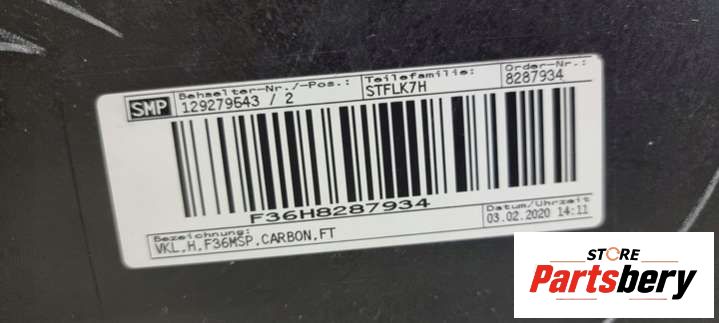 SMP
Behaelter-Nr./-Pos.:
129279643 / 2
Teilefamilie:
STFLK7H
Order-Nr.:
8287934
F36H8287934
Datum/Uhrzeit
03.02.2020 14:11
Bezeichnung:
VKL,H,F36MSP,CARBON,FT
STORE
Partsbery